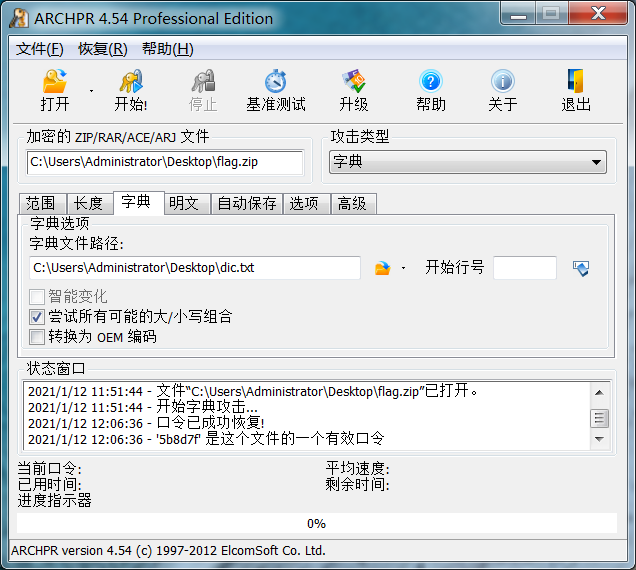 ARCHPR 4.54 Professional Edition
文件(F) 恢复(R) 帮助(H)
打开 开始! 停止 基准测试 升级 帮助 关于 退出
加密的 ZIP/RAR/ACE/ARJ 文件 攻击类型
C:\Users\Administrator\Desktop\flag.zip 字典
范围 长度 字典 明文 自动保存 选项 高级
字典选项
字典文件路径:
C:\Users\Administrator\Desktop\dic.txt 开始行号
智能变化
尝试所有可能的大/小写组合
转换为 OEM 编码
状态窗口
2021/1/12 11:51:44 - 文件“C:\Users\Administrator\Desktop\flag.zip”已打开。
2021/1/12 11:51:44 - 开始字典攻击...
2021/1/12 12:06:36 - 口令已成功恢复!
2021/1/12 12:06:36 - '5b8d7f' 是这个文件的一个有效口令
当前口令: 平均速度:
已用时间: 剩余时间:
进度指示器
0%
ARCHPR version 4.54 (c) 1997-2012 ElcomSoft Co. Ltd.